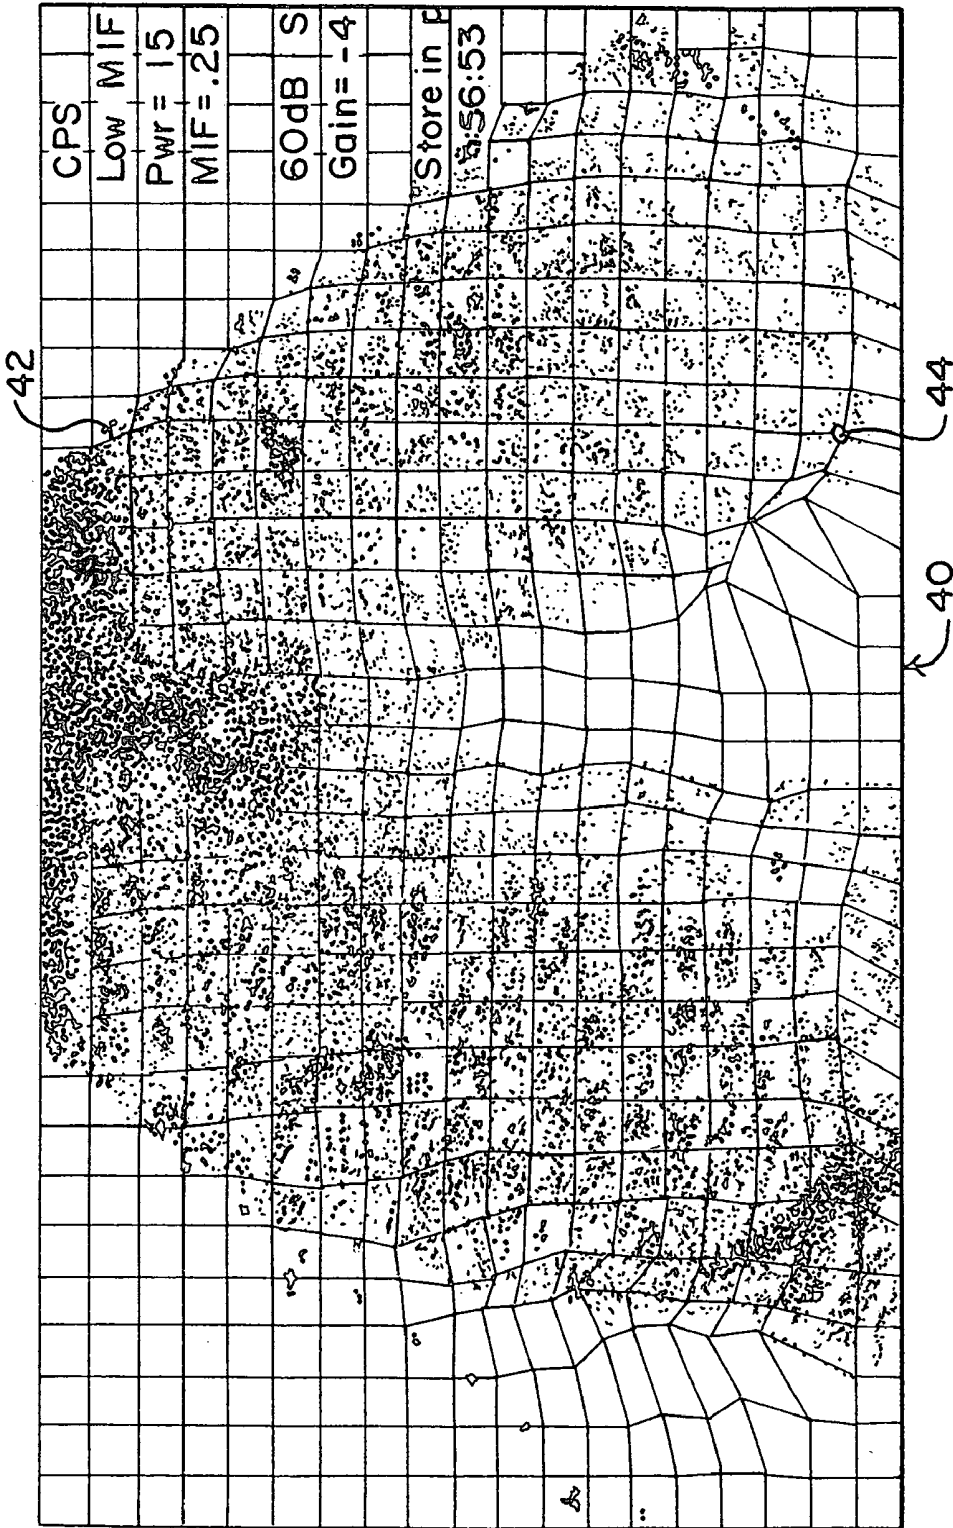 CPS
Low MIF
Pwr = 15
MIF = .25
60dB S
Gain = -4
Store in p
:56:53
42
44
40